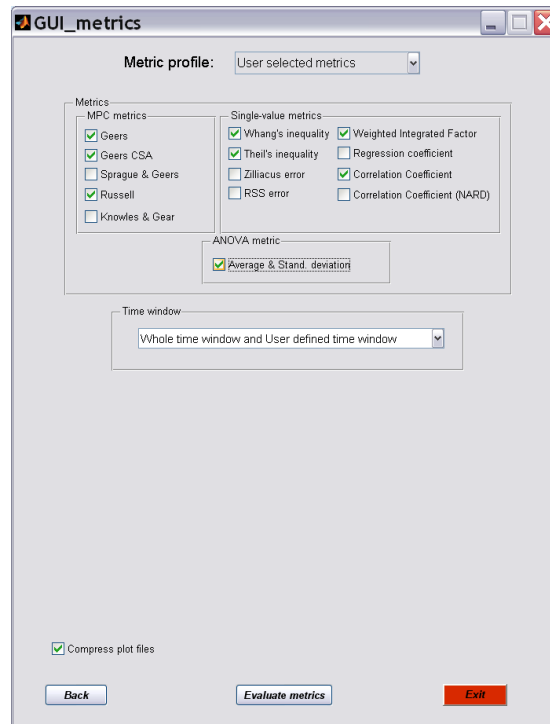 GUI_metrics
Metric profile: User selected metrics
Metrics
MPC metrics
Geers
Geers CSA
Sprague & Geers
Russell
Knowles & Gear
Single-value metrics
Whang's inequality Weighted Integrated Factor
Theil's inequality Regression coefficient
Zilliacus error Correlation Coefficient
RSS error Correlation Coefficient (NARD)
ANOVA metric
Average & Stand. deviation
Time window
Whole time window and User defined time window
Compress plot files
Back Evaluate metrics Exit